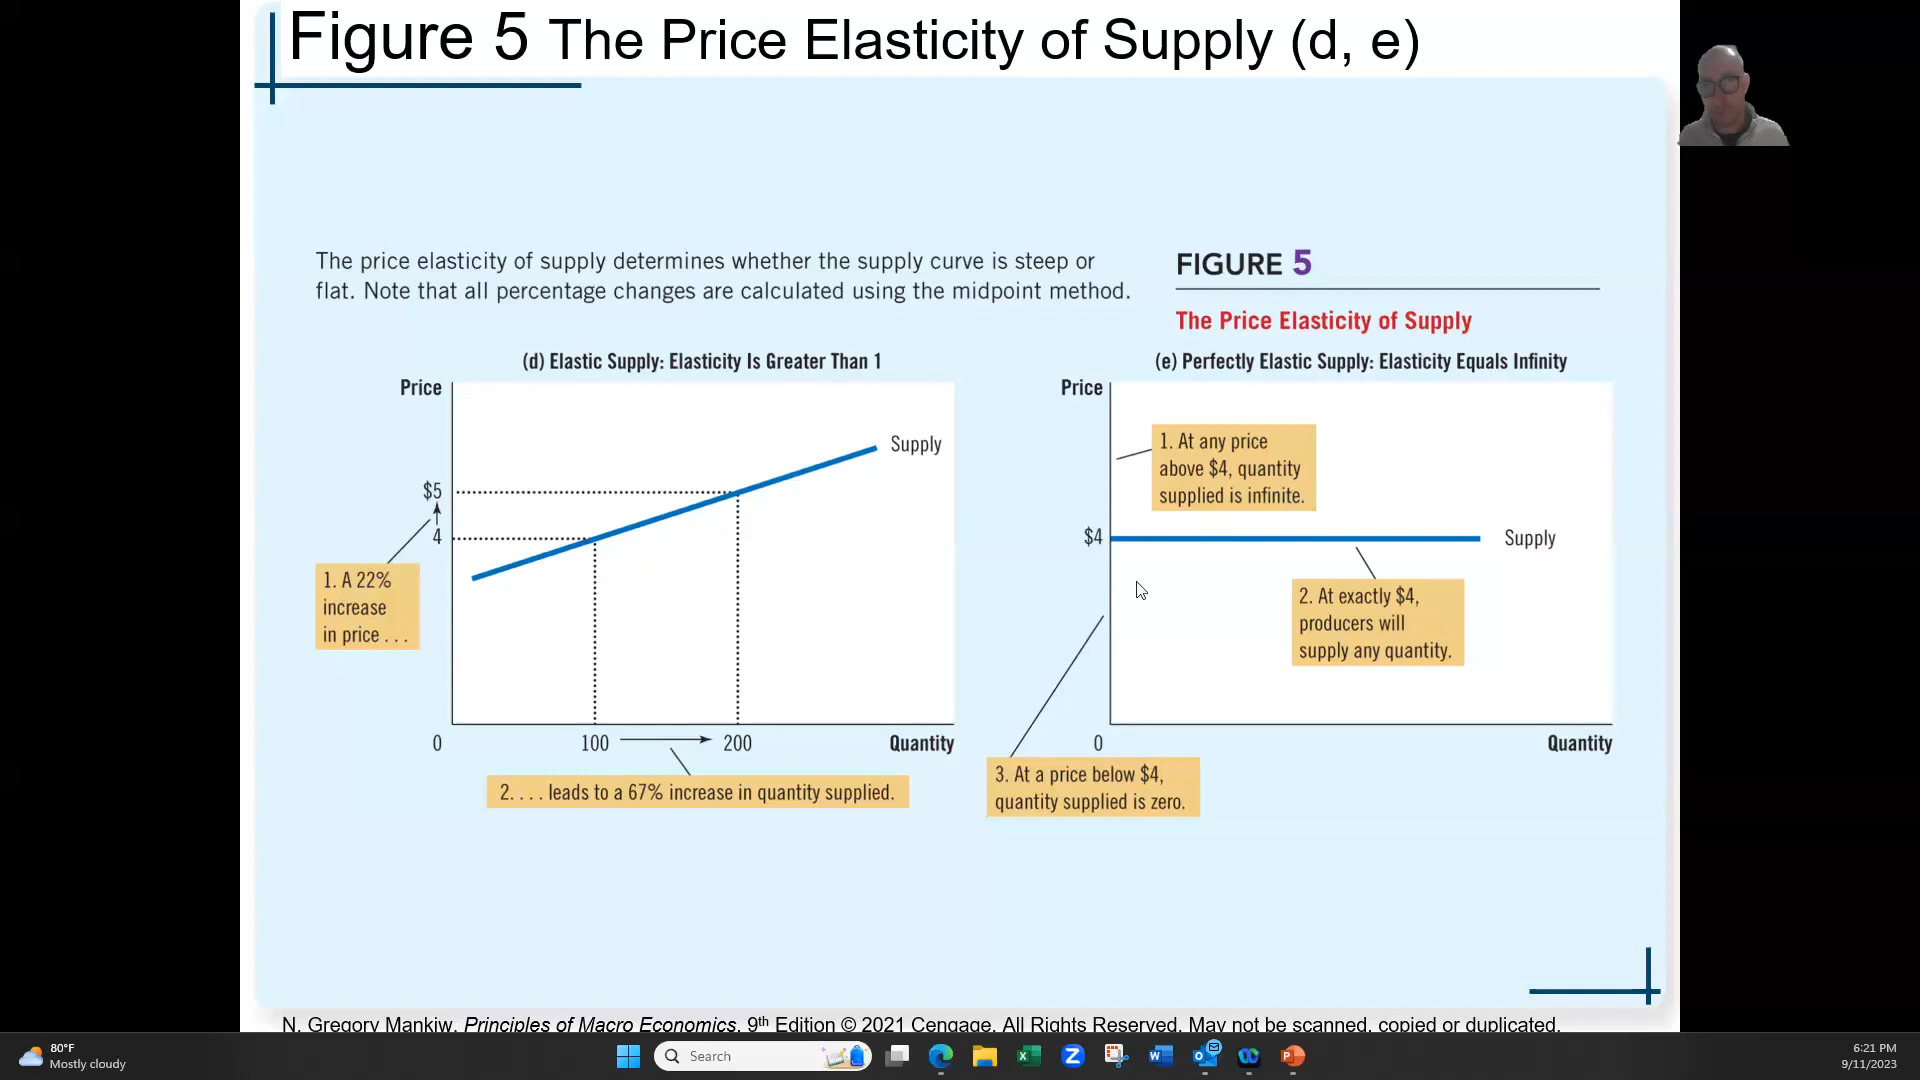 Figure 5 The Price Elasticity of Supply (d, e)
The price elasticity of supply determines whether the supply curve is steep or
flat. Note that all percentage changes are calculated using the midpoint method.
FIGURE 5
The Price Elasticity of Supply
(d) Elastic Supply: Elasticity Is Greater Than 1
Price
Supply
$5
4
1. A 22%
increase
in price . . .
0
100
200
Quantity
2. . . . leads to a 67% increase in quantity supplied.
(e) Perfectly Elastic Supply: Elasticity Equals Infinity
Price
1. At any price
above $4, quantity
supplied is infinite.
$4
Supply
2. At exactly $4,
producers will
supply any quantity.
0
Quantity
3. At a price below $4,
quantity supplied is zero.
N. Gregory Mankiw, Principles of Macro Economics, 9th Edition © 2021 Cengage. All Rights Reserved. May not be scanned, copied or duplicated,
80°F
Mostly cloudy
Search
6:21 PM
9/11/2023